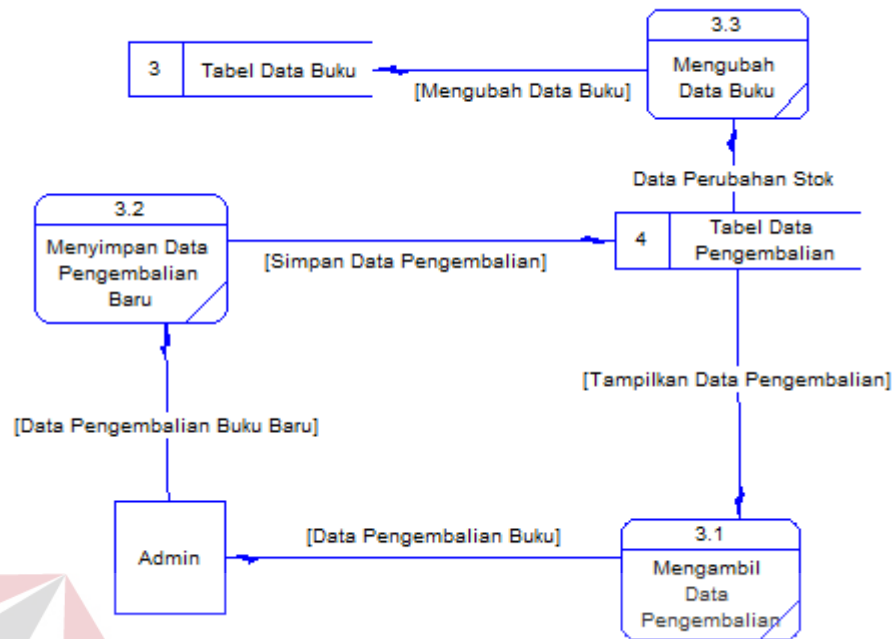 3.3
Mengubah
Data Buku
3
Tabel Data Buku
[Mengubah Data Buku]
Data Perubahan Stok
3.2
Menyimpan Data
Pengembalian
Baru
[Simpan Data Pengembalian]
4
Tabel Data
Pengembalian
[Tampilkan Data Pengembalian]
[Data Pengembalian Buku Baru]
Admin
[Data Pengembalian Buku]
3.1
Mengambil
Data
Pengembalian